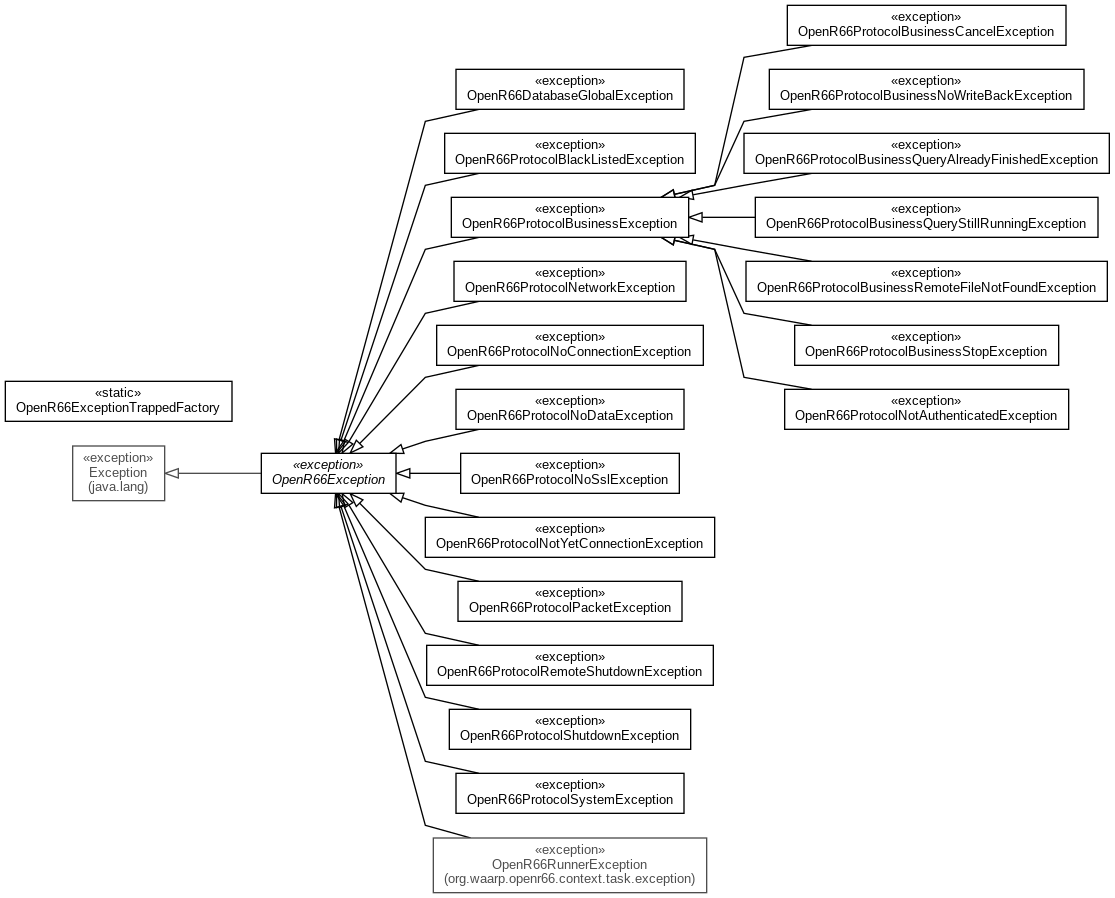 «exception»
OpenR66ProtocolBusinessCancelException
«exception»
OpenR66DatabaseGlobalException
«exception»
OpenR66ProtocolBusinessNoWriteBackException
«exception»
OpenR66ProtocolBlackListedException
«exception»
OpenR66ProtocolBusinessQueryAlreadyFinishedException
«exception»
OpenR66ProtocolBusinessException
«exception»
OpenR66ProtocolBusinessQueryStillRunningException
«exception»
OpenR66ProtocolNetworkException
«exception»
OpenR66ProtocolBusinessRemoteFileNotFoundException
«exception»
OpenR66ProtocolNoConnectionException
«exception»
OpenR66ProtocolBusinessStopException
«static»
OpenR66ExceptionTrappedFactory
«exception»
OpenR66ProtocolNoDataException
«exception»
OpenR66ProtocolNotAuthenticatedException
«exception»
Exception
(java.lang)
«exception»
OpenR66Exception
«exception»
OpenR66ProtocolNoSslException
«exception»
OpenR66ProtocolNotYetConnectionException
«exception»
OpenR66ProtocolPacketException
«exception»
OpenR66ProtocolRemoteShutdownException
«exception»
OpenR66ProtocolShutdownException
«exception»
OpenR66ProtocolSystemException
«exception»
OpenR66RunnerException
(org.waarp.openr66.context.task.exception)